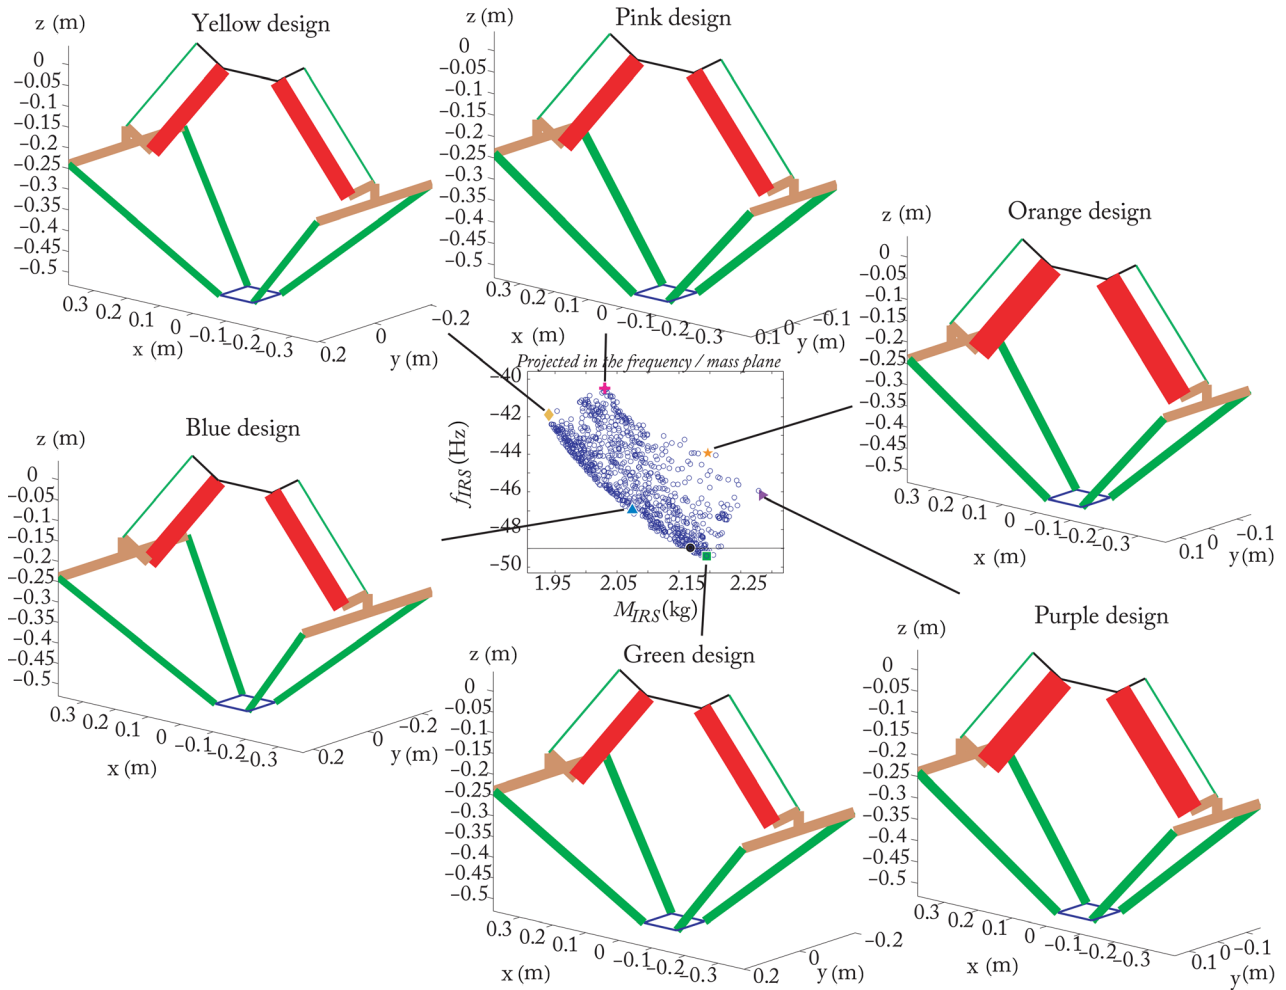 Yellow design
z (m)
0
−0.05
−0.1
−0.15
−0.2
−0.25
−0.3
−0.35
−0.4
−0.45
−0.5
0.3 0.2 0.1 0 −0.1 −0.2 −0.3
x (m)
0.2 0 −0.2
y (m)
Pink design
z (m)
0
−0.05
−0.1
−0.15
−0.2
−0.25
−0.3
−0.35
−0.4
−0.45
−0.5
0.3 0.2 0.1 0 −0.1 −0.2 −0.3
x (m)
0.1 0 −0.1
y (m)
Orange design
z (m)
0
−0.05
−0.1
−0.15
−0.2
−0.25
−0.3
−0.35
−0.4
−0.45
−0.5
0.3 0.2 0.1 0 −0.1 −0.2 −0.3
x (m)
0.1 0 −0.1
y(m)
Projected in the frequency / mass plane
−40
−42
−44
−46
−48
−50
fIRS (Hz)
1.95 2.05 2.15 2.25
MIRS (kg)
Blue design
z (m)
0
−0.05
−0.1
−0.15
−0.2
−0.25
−0.3
−0.35
−0.4
−0.45
−0.5
0.3 0.2 0.1 0 −0.1 −0.2 −0.3
x (m)
0.2 0 −0.2
y (m)
Green design
z (m)
0
−0.05
−0.1
−0.15
−0.2
−0.25
−0.3
−0.35
−0.4
−0.45
−0.5
0.3 0.2 0.1 0 −0.1 −0.2 −0.3
x (m)
0.2 0 −0.2
y (m)
Purple design
z (m)
0
−0.05
−0.1
−0.15
−0.2
−0.25
−0.3
−0.35
−0.4
−0.45
−0.5
0.3 0.2 0.1 0 −0.1 −0.2 −0.3
x (m)
0.1 0 −0.1
y(m)